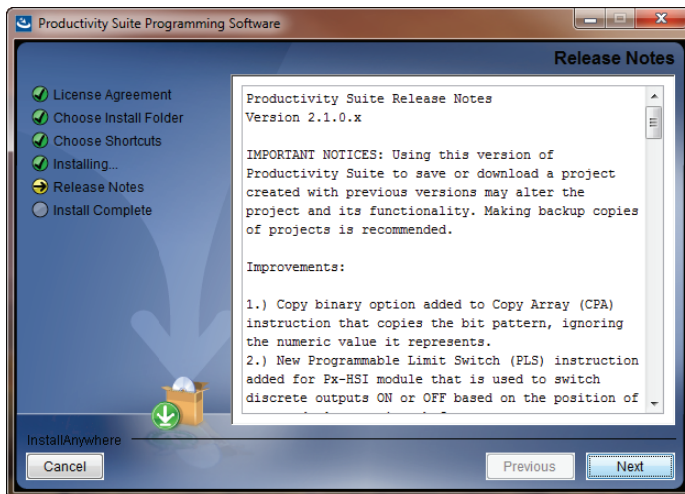 Productivity Suite Programming Software
Release Notes
License Agreement
Choose Install Folder
Choose Shortcuts
Installing...
Release Notes
Install Complete
Productivity Suite Release Notes
Version 2.1.0.x
IMPORTANT NOTICES: Using this version of
Productivity Suite to save or download a project
created with previous versions may alter the
project and its functionality. Making backup copies
of projects is recommended.
Improvements:
1.) Copy binary option added to Copy Array (CPA)
instruction that copies the bit pattern, ignoring
the numeric value it represents.
2.) New Programmable Limit Switch (PLS) instruction
added for Px-HSI module that is used to switch
discrete outputs ON or OFF based on the position of
InstallAnywhere
Cancel
Previous
Next